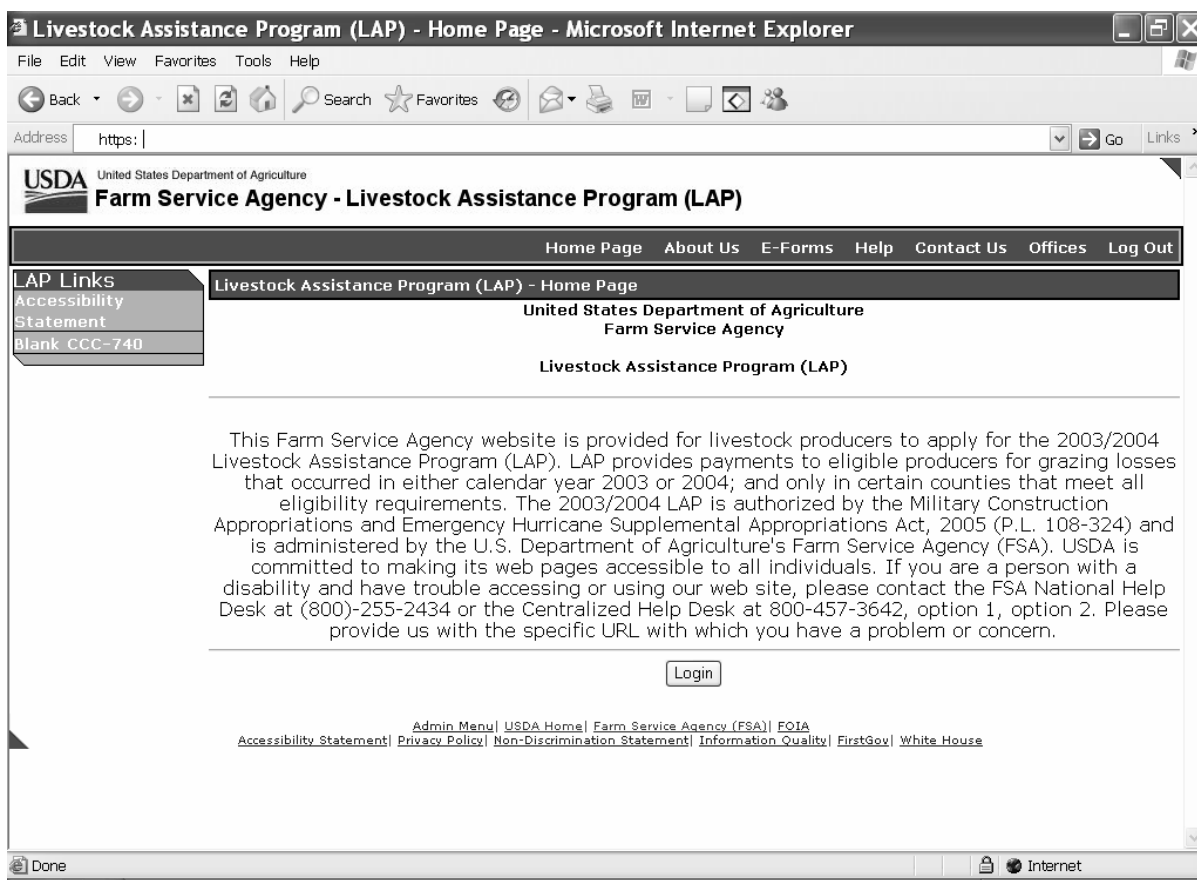 Livestock Assistance Program (LAP) - Home Page - Microsoft Internet Explorer
File Edit View Favorites Tools Help
Back Search Favorites
Address https: Go Links
USDA United States Department of Agriculture
Farm Service Agency - Livestock Assistance Program (LAP)
Home Page About Us E-Forms Help Contact Us Offices Log Out
LAP Links
Accessibility
Statement
Blank CCC-740
Livestock Assistance Program (LAP) - Home Page
United States Department of Agriculture
Farm Service Agency
Livestock Assistance Program (LAP)
This Farm Service Agency website is provided for livestock producers to apply for the 2003/2004
Livestock Assistance Program (LAP). LAP provides payments to eligible producers for grazing losses
that occurred in either calendar year 2003 or 2004; and only in certain counties that meet all
eligibility requirements. The 2003/2004 LAP is authorized by the Military Construction
Appropriations and Emergency Hurricane Supplemental Appropriations Act, 2005 (P.L. 108-324) and
is administered by the U.S. Department of Agriculture's Farm Service Agency (FSA). USDA is
committed to making its web pages accessible to all individuals. If you are a person with a
disability and have trouble accessing or using our web site, please contact the FSA National Help
Desk at (800)-255-2434 or the Centralized Help Desk at 800-457-3642, option 1, option 2. Please
provide us with the specific URL with which you have a problem or concern.
Login
Admin Menu| USDA Home| Farm Service Agency (FSA)| FOIA
Accessibility Statement| Privacy Policy| Non-Discrimination Statement| Information Quality| FirstGov| White House
Done Internet